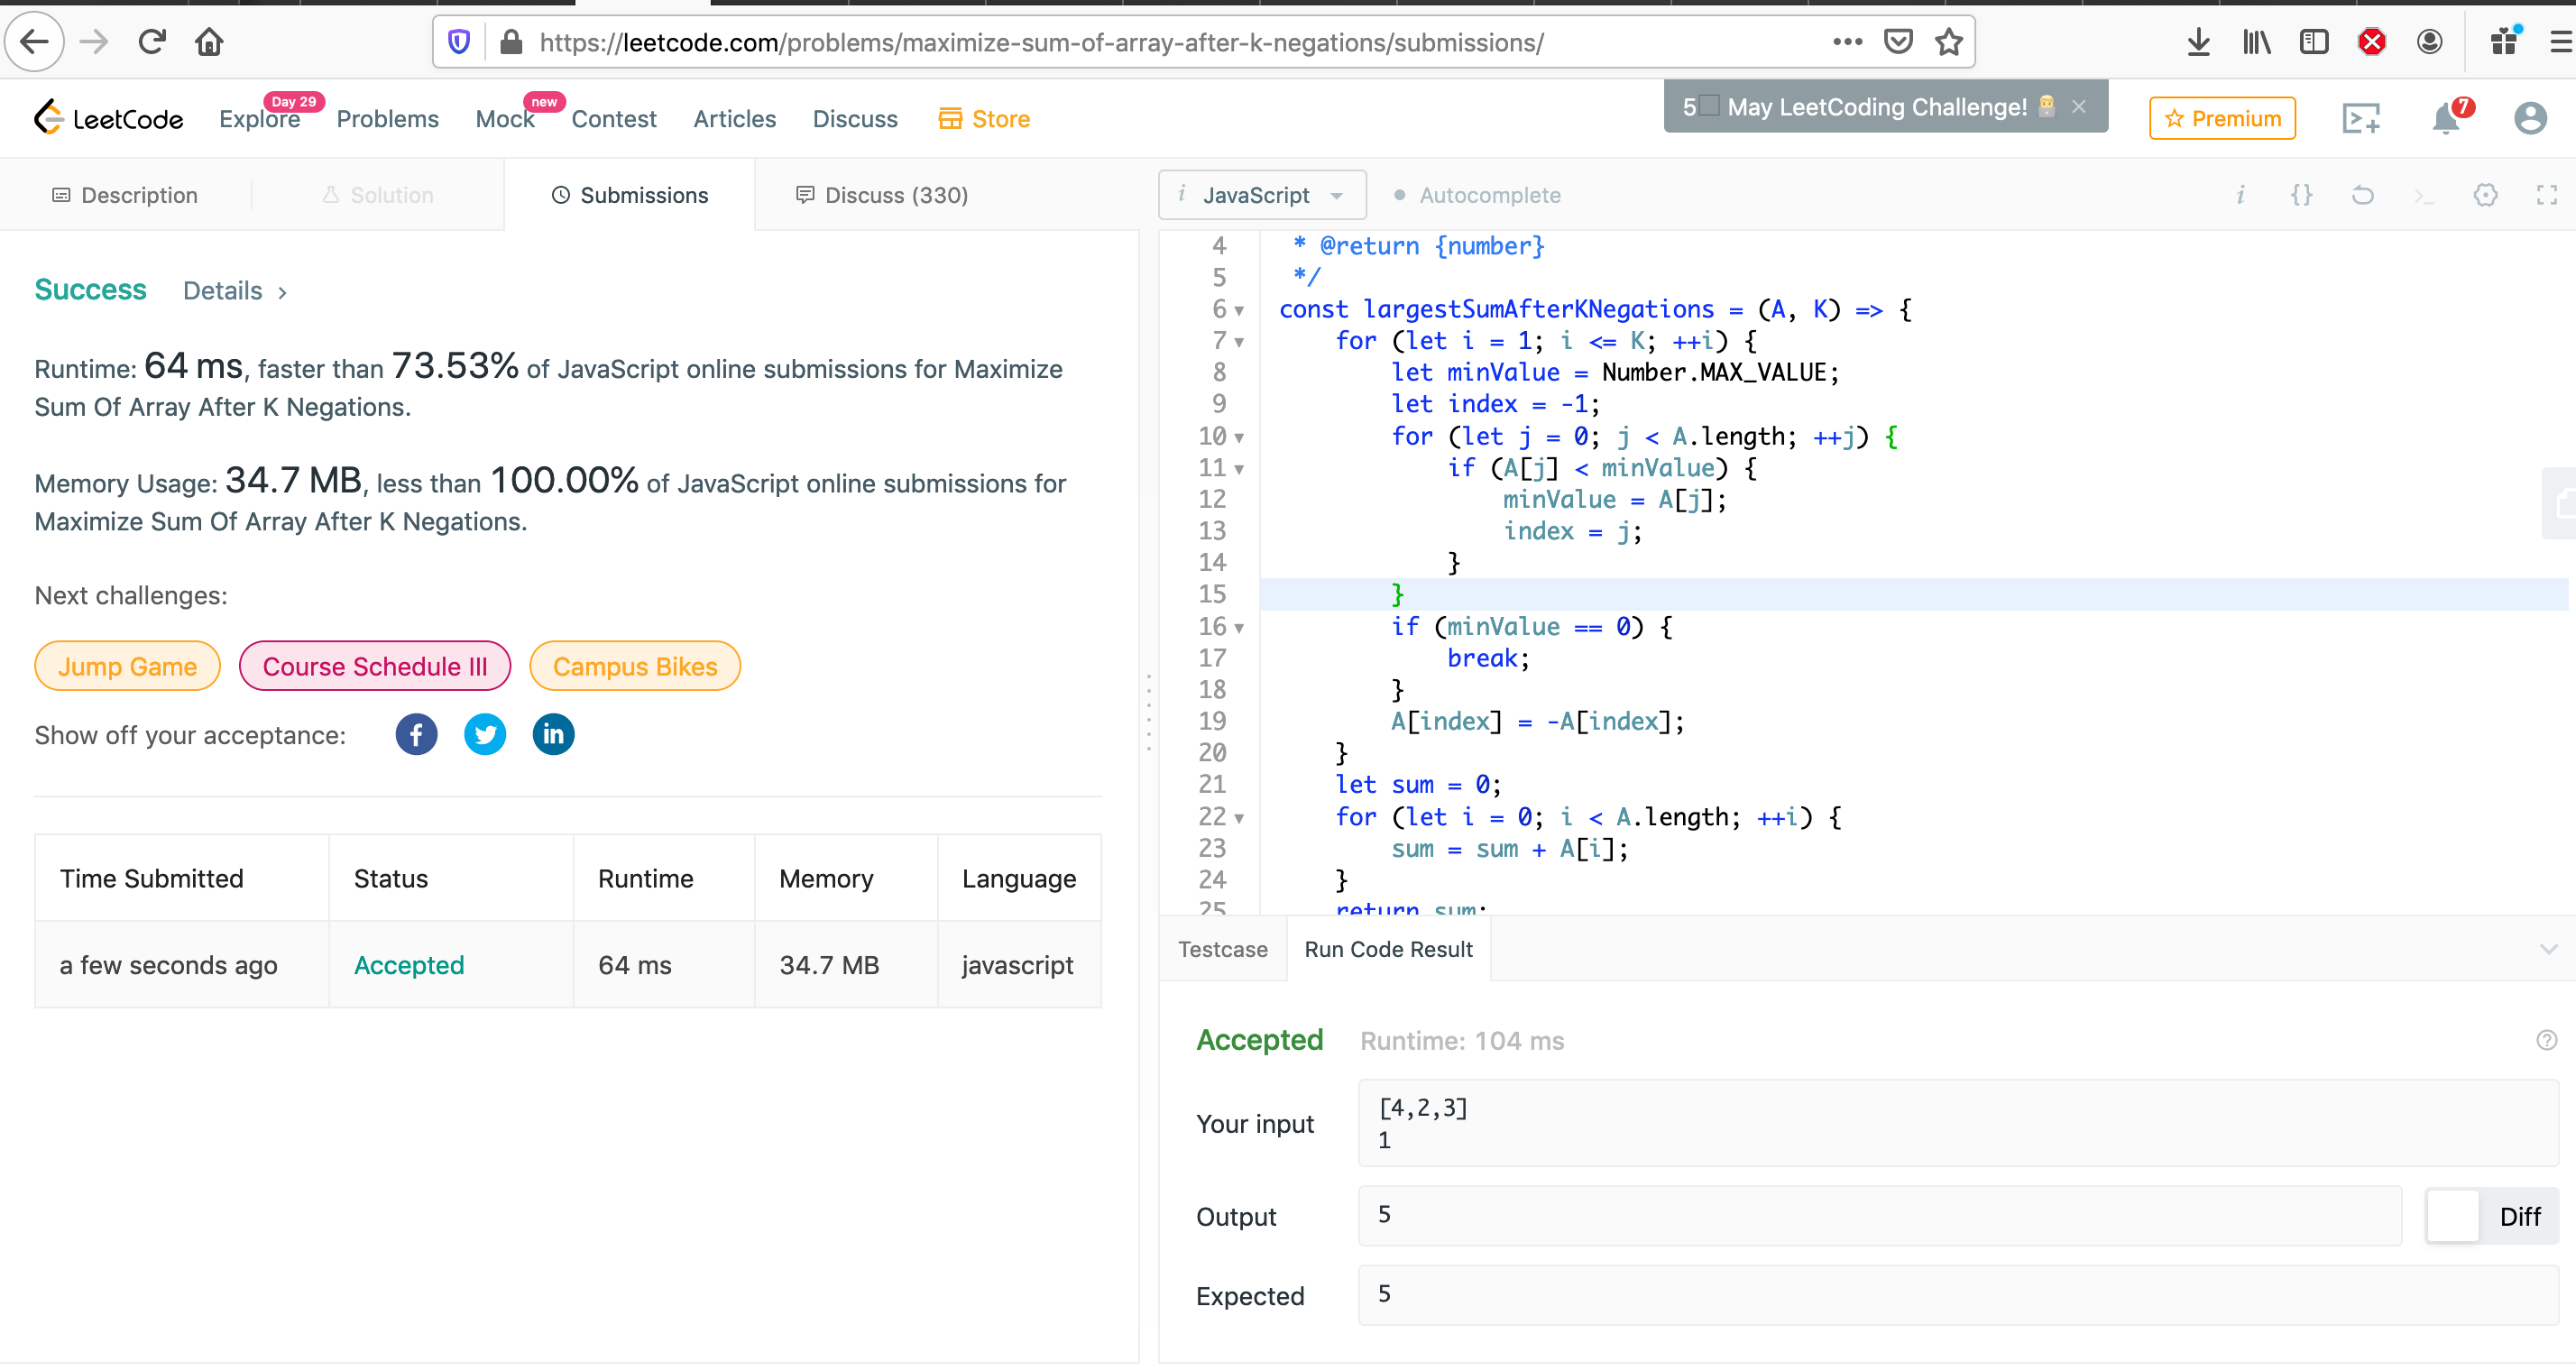 https://leetcode.com/problems/maximize-sum-of-array-after-k-negations/submissions/
LeetCode
Explore
Day 29
Problems
Mock
new
Contest
Articles
Discuss
Store
5 May LeetCoding Challenge!
Premium
7
Description
Solution
Submissions
Discuss (330)
i JavaScript
Autocomplete
Success Details
Runtime: 64 ms, faster than 73.53% of JavaScript online submissions for Maximize
Sum Of Array After K Negations.
Memory Usage: 34.7 MB, less than 100.00% of JavaScript online submissions for
Maximize Sum Of Array After K Negations.
Next challenges:
Jump Game
Course Schedule III
Campus Bikes
Show off your acceptance:
Time Submitted Status Runtime Memory Language
a few seconds ago Accepted 64 ms 34.7 MB javascript
4 * @return {number}
5 */
6 const largestSumAfterKNegations = (A, K) => {
7 for (let i = 1; i <= K; ++i) {
8 let minValue = Number.MAX_VALUE;
9 let index = -1;
10 for (let j = 0; j < A.length; ++j) {
11 if (A[j] < minValue) {
12 minValue = A[j];
13 index = j;
14 }
15 }
16 if (minValue == 0) {
17 break;
18 }
19 A[index] = -A[index];
20 }
21 let sum = 0;
22 for (let i = 0; i < A.length; ++i) {
23 sum = sum + A[i];
24 }
25 return sum;
Testcase
Run Code Result
Accepted Runtime: 104 ms
Your input
[4,2,3]
1
Output
5
Diff
Expected
5